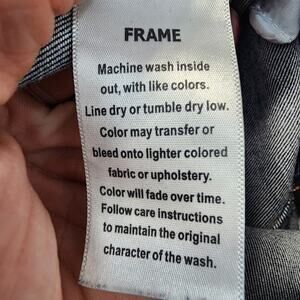 FRAME
Machine wash inside
out, with like colors.
Line dry or tumble dry low.
Color may transfer or
bleed onto lighter colored
fabric or upholstery.
Color will fade over time.
Follow care instructions
to maintain the original
character of the wash.